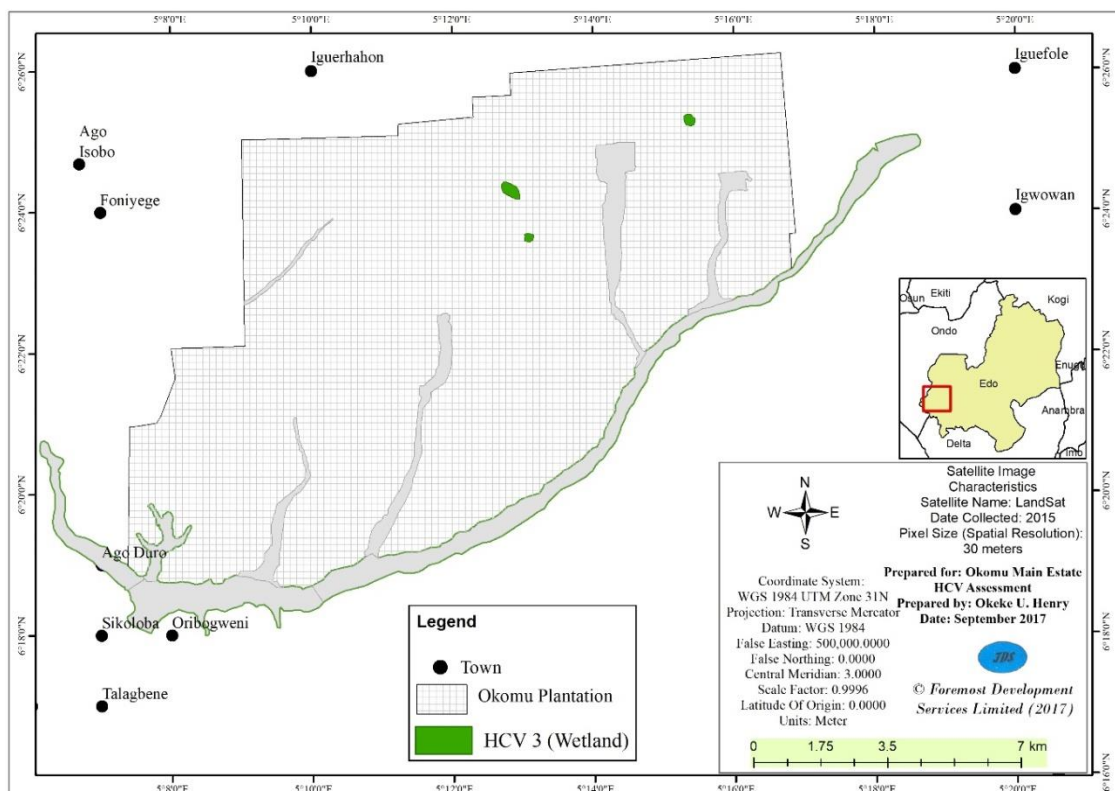 5°8'0"E
5°10'0"E
5°12'0"E
5°14'0"E
5°16'0"E
5°18'0"E
5°20'0"E
6°26'0"N
6°24'0"N
6°22'0"N
6°20'0"N
6°18'0"N
Iguerhahon
Iguefole
Ago
Isobo
Foniyege
Igwowan
Ago Duro
Sikoloba
Oribogweni
Talagbene
Osun
Ekiti
Kogi
Ondo
Enugu
Edo
Anambra
Delta
Imo
Legend
Town
Okomu Plantation
HCV 3 (Wetland)
N
W
E
S
Satellite Image
Characteristics
Satellite Name: LandSat
Date Collected: 2015
Pixel Size (Spatial Resolution):
30 meters
Coordinate System:
WGS 1984 UTM Zone 31N
Projection: Transverse Mercator
Datum: WGS 1984
False Easting: 500,000.0000
False Northing: 0.0000
Central Meridian: 3.0000
Scale Factor: 0.9996
Latitude Of Origin: 0.0000
Units: Meter
Prepared for: Okomu Main Estate
HCV Assessment
Prepared by: Okeke U. Henry
Date: September 2017
© Foremost Development
Services Limited (2017)
0
1.75
3.5
7 km
6°26'0"N
6°24'0"N
6°22'0"N
6°20'0"N
6°18'0"N
6°16'0"N
5°8'0"E
5°10'0"E
5°12'0"E
5°14'0"E
5°16'0"E
5°18'0"E
5°20'0"E